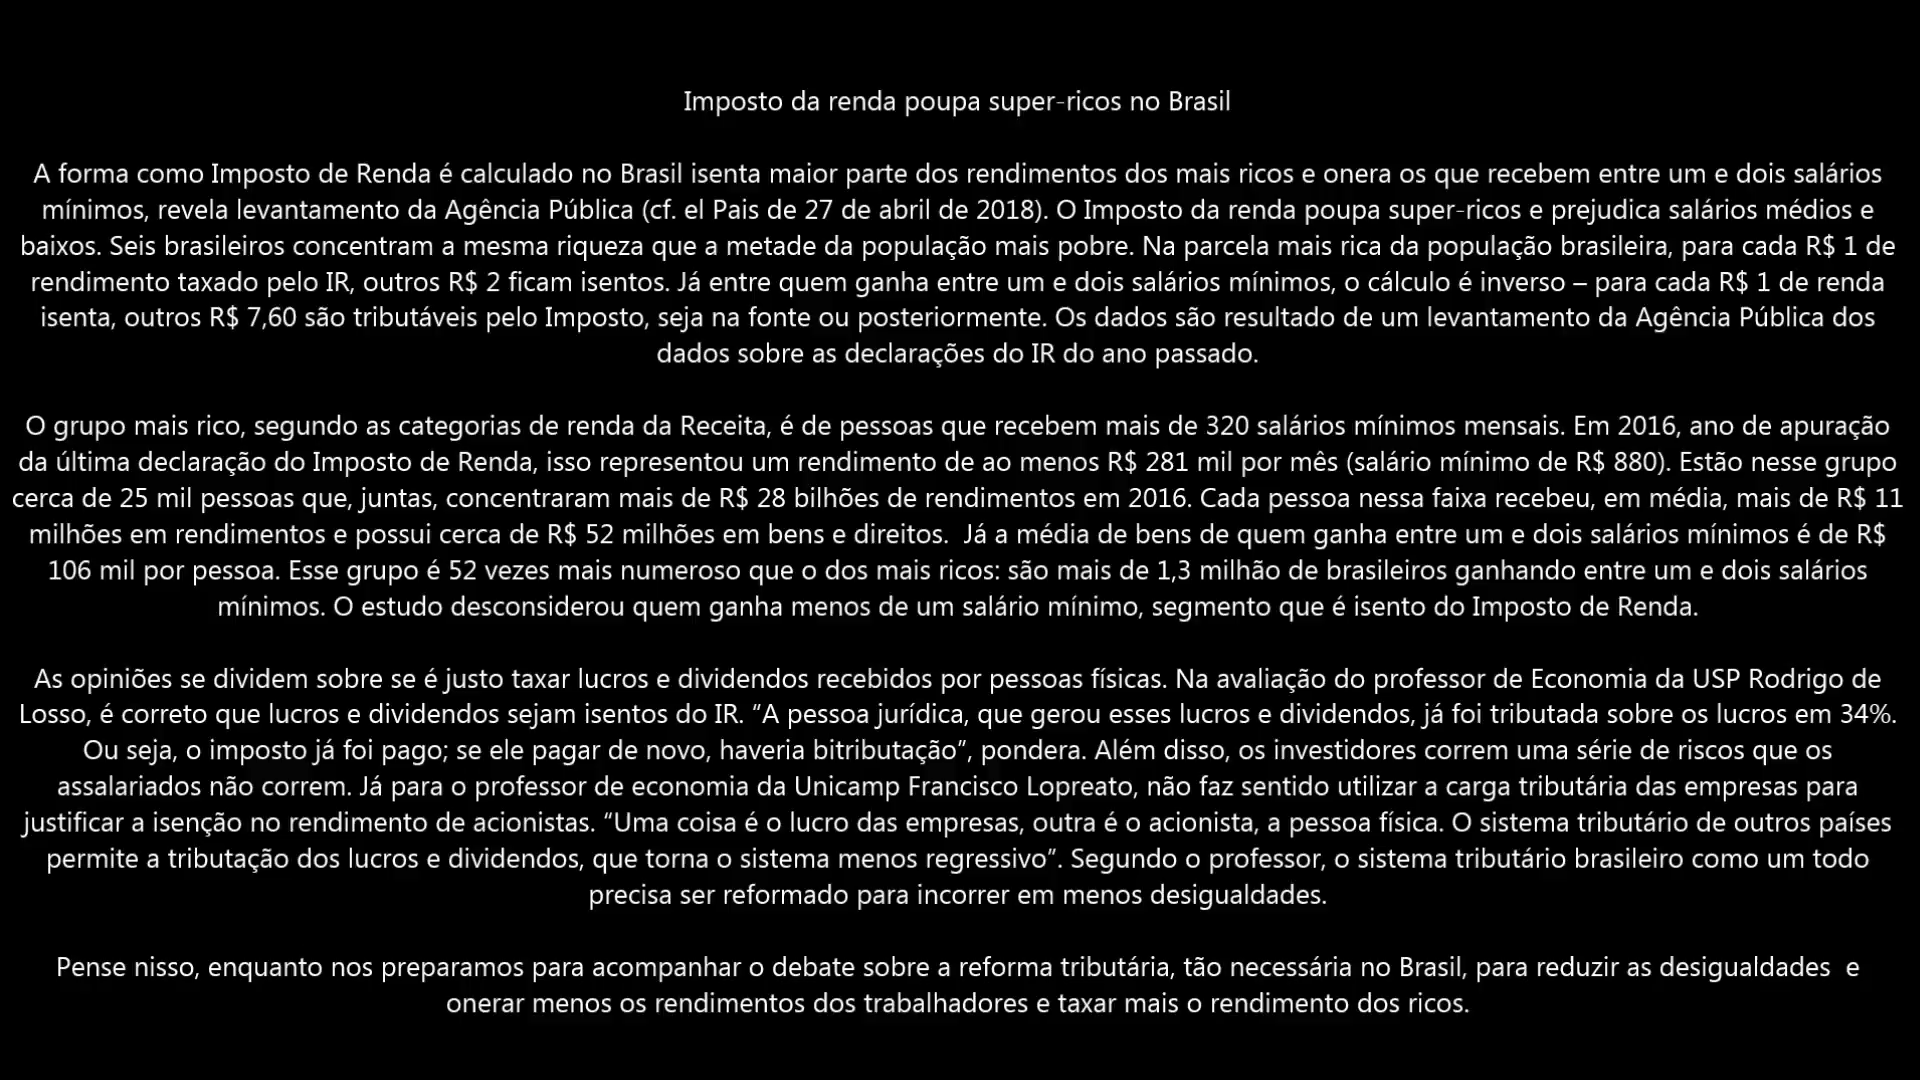 Imposto da renda poupa super-ricos no Brasil
A forma como Imposto de Renda é calculado no Brasil isenta maior parte dos rendimentos dos mais ricos e onera os que recebem entre um e dois salários
mínimos, revela levantamento da Agência Pública (cf. el Pais de 27 de abril de 2018). O Imposto da renda poupa super-ricos e prejudica salários médios e
baixos. Seis brasileiros concentram a mesma riqueza que a metade da população mais pobre. Na parcela mais rica da população brasileira, para cada R$ 1 de
rendimento taxado pelo IR, outros R$ 2 ficam isentos. Já entre quem ganha entre um e dois salários mínimos, o cálculo é inverso – para cada R$ 1 de renda
isenta, outros R$ 7,60 são tributáveis pelo Imposto, seja na fonte ou posteriormente. Os dados são resultado de um levantamento da Agência Pública dos
dados sobre as declarações do IR do ano passado.
O grupo mais rico, segundo as categorias de renda da Receita, é de pessoas que recebem mais de 320 salários mínimos mensais. Em 2016, ano de apuração
da última declaração do Imposto de Renda, isso representou um rendimento de ao menos R$ 281 mil por mês (salário mínimo de R$ 880). Estão nesse grupo
cerca de 25 mil pessoas que, juntas, concentraram mais de R$ 28 bilhões de rendimentos em 2016. Cada pessoa nessa faixa recebeu, em média, mais de R$ 11
milhões em rendimentos e possui cerca de R$ 52 milhões em bens e direitos.  Já a média de bens de quem ganha entre um e dois salários mínimos é de R$
106 mil por pessoa. Esse grupo é 52 vezes mais numeroso que o dos mais ricos: são mais de 1,3 milhão de brasileiros ganhando entre um e dois salários
mínimos. O estudo desconsiderou quem ganha menos de um salário mínimo, segmento que é isento do Imposto de Renda.
As opiniões se dividem sobre se é justo taxar lucros e dividendos recebidos por pessoas físicas. Na avaliação do professor de Economia da USP Rodrigo de
Losso, é correto que lucros e dividendos sejam isentos do IR. “A pessoa jurídica, que gerou esses lucros e dividendos, já foi tributada sobre os lucros em 34%.
Ou seja, o imposto já foi pago; se ele pagar de novo, haveria bitributação”, pondera. Além disso, os investidores correm uma série de riscos que os
assalariados não correm. Já para o professor de economia da Unicamp Francisco Lopreato, não faz sentido utilizar a carga tributária das empresas para
justificar a isenção no rendimento de acionistas. “Uma coisa é o lucro das empresas, outra é o acionista, a pessoa física. O sistema tributário de outros países
permite a tributação dos lucros e dividendos, que torna o sistema menos regressivo”. Segundo o professor, o sistema tributário brasileiro como um todo
precisa ser reformado para incorrer em menos desigualdades.
Pense nisso, enquanto nos preparamos para acompanhar o debate sobre a reforma tributária, tão necessária no Brasil, para reduzir as desigualdades  e
onerar menos os rendimentos dos trabalhadores e taxar mais o rendimento dos ricos.